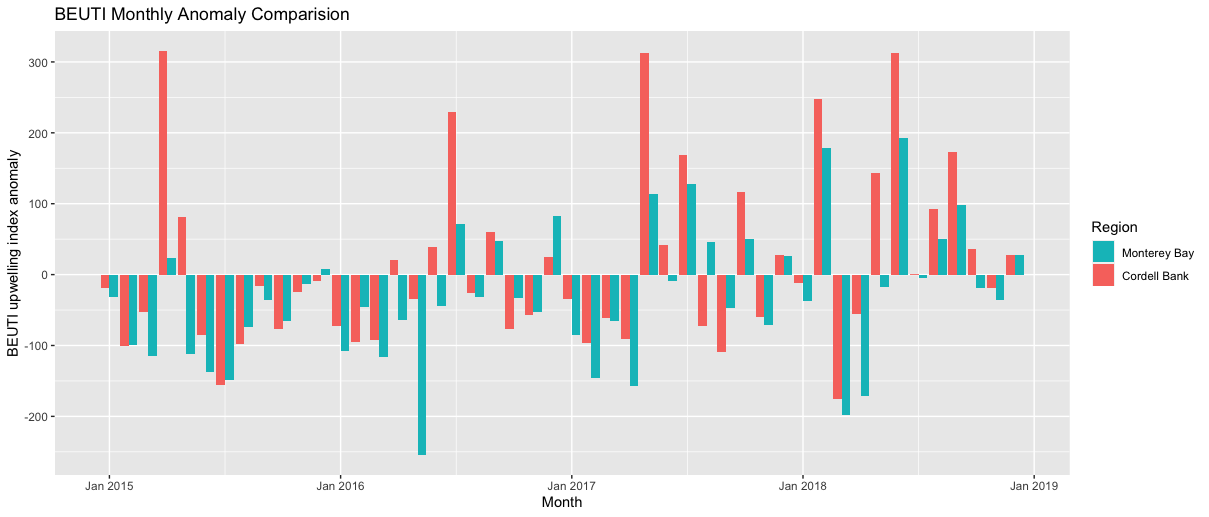 BEUTI Monthly Anomaly Comparision
BEUTI upwelling index anomaly
300
200
100
0
-100
-200
Jan 2015
Jan 2016
Jan 2017
Jan 2018
Jan 2019
Month
Region
Monterey Bay
Cordell Bank